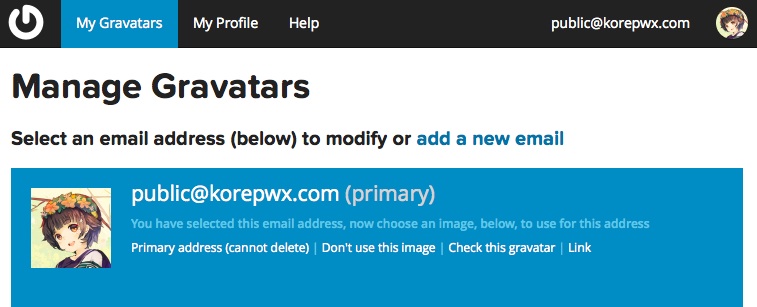 My Gravatars My Profile Help public@korepwx.com
Manage Gravatars
Select an email address (below) to modify or add a new email
public@korepwx.com (primary)
You have selected this email address, now choose an image, below, to use for this address
Primary address (cannot delete) | Don't use this image | Check this gravatar | Link